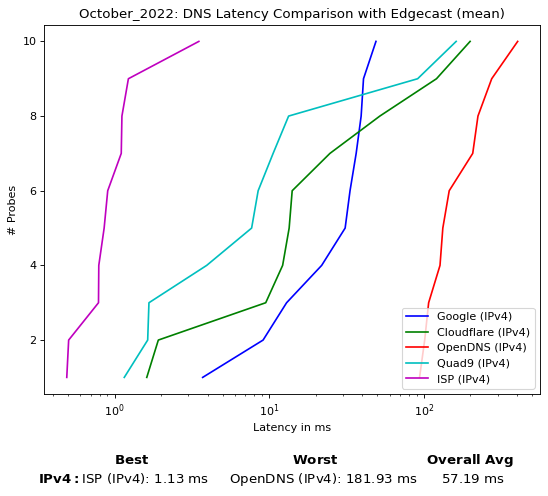 October_2022: DNS Latency Comparison with Edgecast (mean)
10
8
6
4
2
# Probes
Google (IPv4)
Cloudflare (IPv4)
OpenDNS (IPv4)
Quad9 (IPv4)
ISP (IPv4)
10⁰ 10¹ 10²
Latency in ms
Best Worst Overall Avg
IPv4: ISP (IPv4): 1.13 ms OpenDNS (IPv4): 181.93 ms 57.19 ms